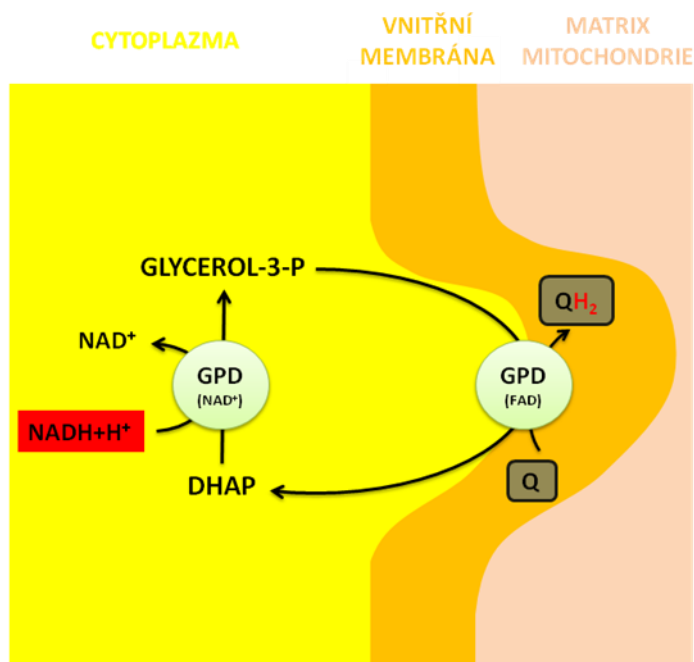 CYTOPLAZMA
VNITŘNÍ
MEMBRÁNA
MATRIX
MITOCHONDRIE
GLYCEROL-3-P
QH₂
NAD⁺
GPD
(NAD⁺)
GPD
(FAD)
NADH+H⁺
DHAP
Q